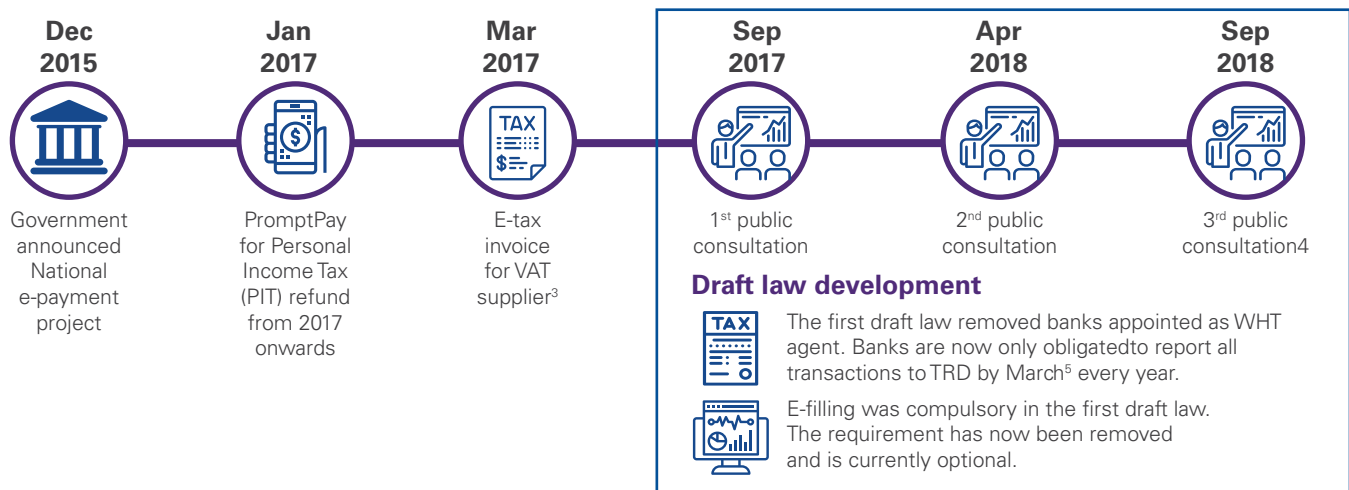 Dec
2015
Jan
2017
Mar
2017
Sep
2017
Apr
2018
Sep
2018
$
TAX
$
Government
announced
National
e-payment
project
PromptPay
for Personal
Income Tax
(PIT) refund
from 2017
onwards
E-tax
invoice
for VAT
supplier³
1st public
consultation
2nd public
consultation
3rd public
consultation4
Draft law development
TAX
The first draft law removed banks appointed as WHT
agent. Banks are now only obligatedto report all
transactions to TRD by March⁵ every year.
E-filling was compulsory in the first draft law.
The requirement has now been removed
and is currently optional.